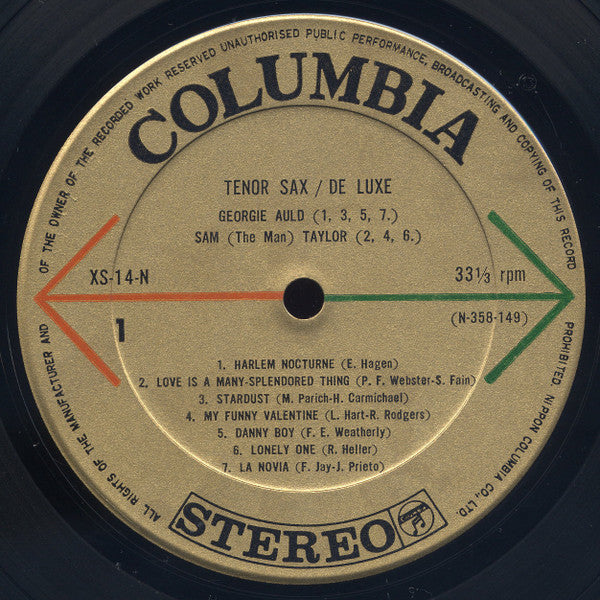 ALL RIGHTS OF THE MANUFACTURER AND OF THE OWNER OF THE RECORDED WORK RESERVED UNAUTHORISED PUBLIC PERFORMANCE, BROADCASTING AND COPYING OF THIS RECORD PROHIBITED. NIPPON COLUMBIA CO., LTD.
COLUMBIA
TENOR SAX / DE LUXE
GEORGIE AULD (1, 3, 5, 7.)
SAM (The Man) TAYLOR (2, 4, 6.)
XS-14-N
33 1/3 rpm
1
(N-358-149)
1. HARLEM NOCTURNE (E. Hagen)
2. LOVE IS A MANY-SPLENDORED THING (P. F. Webster-S. Fain)
3. STARDUST (M. Parich-H. Carmichael)
4. MY FUNNY VALENTINE (L. Hart-R. Rodgers)
5. DANNY BOY (F. E. Weatherly)
6. LONELY ONE (R. Heller)
7. LA NOVIA (F. Jay-J. Prieto)
STEREO